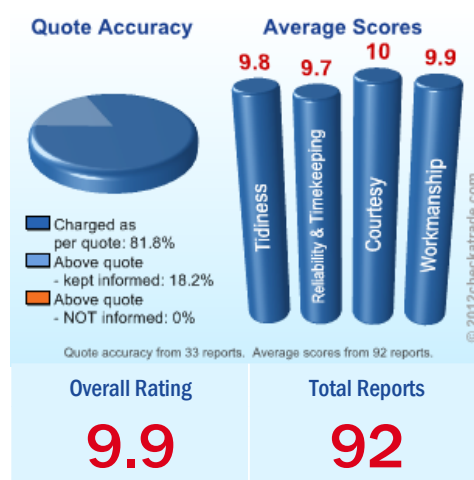 Quote Accuracy
Average Scores
9.8
9.7
10
9.9
Tidiness
Reliability & Timekeeping
Courtesy
Workmanship
Charged as
per quote: 81.8%
Above quote
- kept informed: 18.2%
Above quote
- NOT informed: 0%
© 2012checkatrade.com
Quote accuracy from 33 reports. Average scores from 92 reports.
Overall Rating
Total Reports
9.9
92